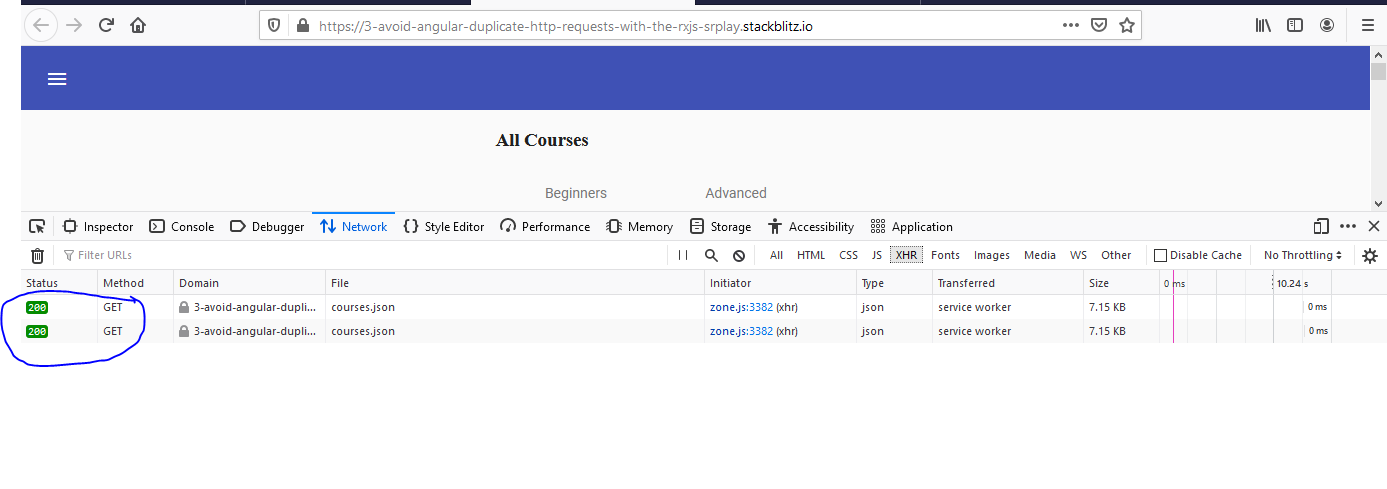 https://3-avoid-angular-duplicate-http-requests-with-the-rxjs-srplay.stackblitz.io
All Courses
Beginners Advanced
Inspector Console Debugger Network Style Editor Performance Memory Storage Accessibility Application
Filter URLs All HTML CSS JS XHR Fonts Images Media WS Other Disable Cache No Throttling
Status Method Domain File Initiator Type Transferred Size 0 ms 10.24 s
200 GET 3-avoid-angular-dupli... courses.json zone.js:3382 (xhr) json service worker 7.15 KB 0 ms
200 GET 3-avoid-angular-dupli... courses.json zone.js:3382 (xhr) json service worker 7.15 KB 0 ms